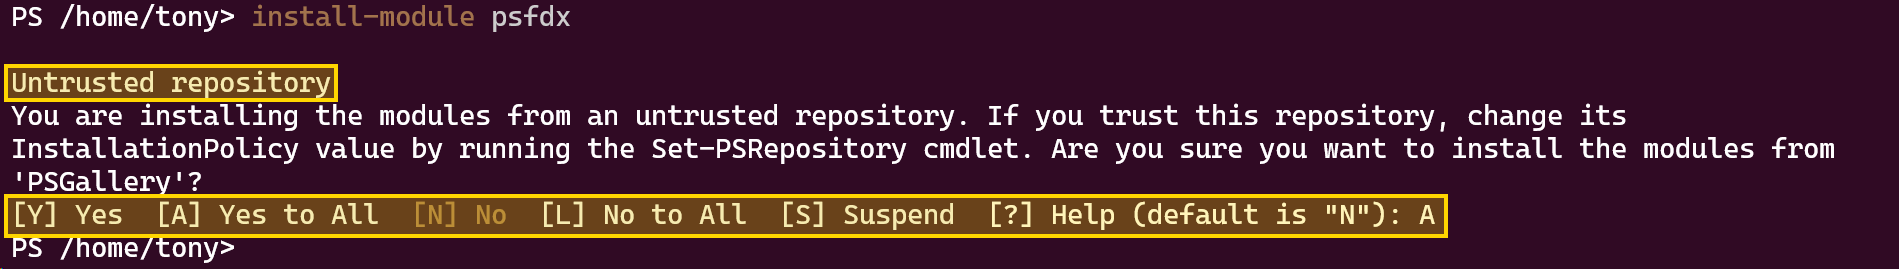 PS /home/tony> install-module psfdx
Untrusted repository
You are installing the modules from an untrusted repository. If you trust this repository, change its
InstallationPolicy value by running the Set-PSRepository cmdlet. Are you sure you want to install the modules from
'PSGallery'?
[Y] Yes  [A] Yes to All  [N] No  [L] No to All  [S] Suspend  [?] Help (default is "N"): A
PS /home/tony>